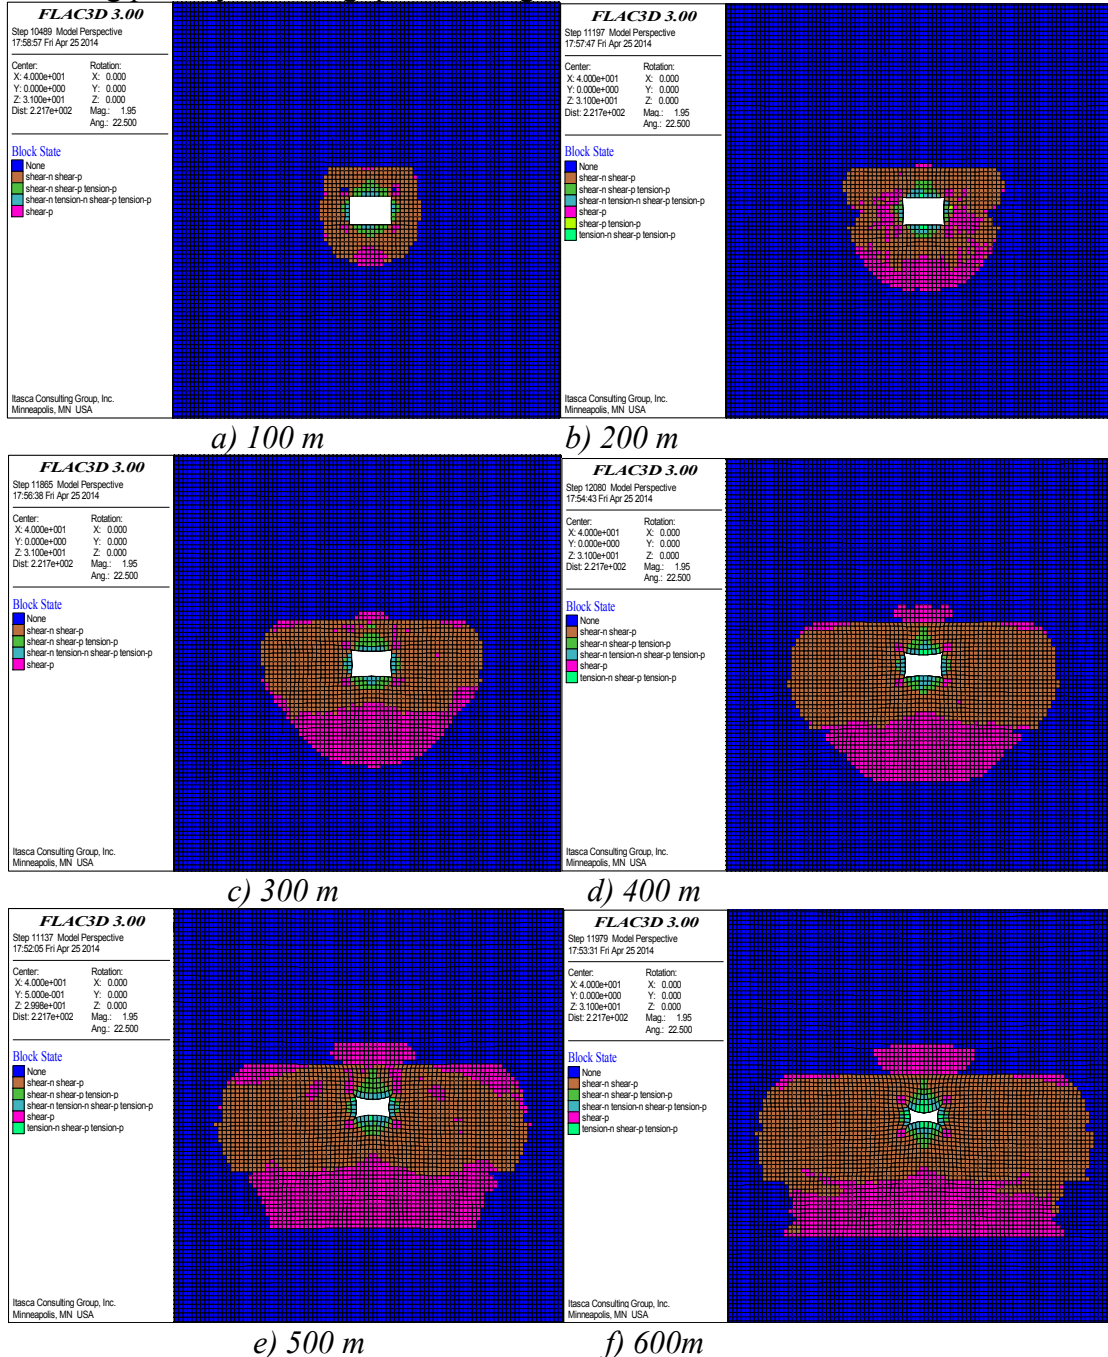 FLAC3D 3.00
Step 10489 Model Perspective
17:58:57 Fri Apr 25 2014
Center: Rotation:
X: 4.000e+001 X: 0.000
Y: 0.000e+000 Y: 0.000
Z: 3.100e+001 Z: 0.000
Dist: 2.217e+002 Mag.: 1.95
Ang.: 22.500
Block State
None
shear-n shear-p
shear-n shear-p tension-p
shear-n tension-n shear-p tension-p
shear-p
Itasca Consulting Group, Inc.
Minneapolis, MN USA
a) 100 m
FLAC3D 3.00
Step 11197 Model Perspective
17:57:47 Fri Apr 25 2014
Center: Rotation:
X: 4.000e+001 X: 0.000
Y: 0.000e+000 Y: 0.000
Z: 3.100e+001 Z: 0.000
Dist: 2.217e+002 Mag.: 1.95
Ang.: 22.500
Block State
None
shear-n shear-p
shear-n shear-p tension-p
shear-n tension-n shear-p tension-p
shear-p
shear-p tension-p
tension-n shear-p tension-p
Itasca Consulting Group, Inc.
Minneapolis, MN USA
b) 200 m
FLAC3D 3.00
Step 11865 Model Perspective
17:56:38 Fri Apr 25 2014
Center: Rotation:
X: 4.000e+001 X: 0.000
Y: 0.000e+000 Y: 0.000
Z: 3.100e+001 Z: 0.000
Dist: 2.217e+002 Mag.: 1.95
Ang.: 22.500
Block State
None
shear-n shear-p
shear-n shear-p tension-p
shear-n tension-n shear-p tension-p
shear-p
Itasca Consulting Group, Inc.
Minneapolis, MN USA
c) 300 m
FLAC3D 3.00
Step 12080 Model Perspective
17:54:43 Fri Apr 25 2014
Center: Rotation:
X: 4.000e+001 X: 0.000
Y: 0.000e+000 Y: 0.000
Z: 3.100e+001 Z: 0.000
Dist: 2.217e+002 Mag.: 1.95
Ang.: 22.500
Block State
None
shear-n shear-p
shear-n shear-p tension-p
shear-n tension-n shear-p tension-p
shear-p
tension-n shear-p tension-p
Itasca Consulting Group, Inc.
Minneapolis, MN USA
d) 400 m
FLAC3D 3.00
Step 11137 Model Perspective
17:52:05 Fri Apr 25 2014
Center: Rotation:
X: 4.000e+001 X: 0.000
Y: 5.000e-001 Y: 0.000
Z: 2.998e+001 Z: 0.000
Dist: 2.217e+002 Mag.: 1.95
Ang.: 22.500
Block State
None
shear-n shear-p
shear-n shear-p tension-p
shear-n tension-n shear-p tension-p
shear-p
tension-n shear-p tension-p
Itasca Consulting Group, Inc.
Minneapolis, MN USA
e) 500 m
FLAC3D 3.00
Step 11979 Model Perspective
17:53:31 Fri Apr 25 2014
Center: Rotation:
X: 4.000e+001 X: 0.000
Y: 0.000e+000 Y: 0.000
Z: 3.100e+001 Z: 0.000
Dist: 2.217e+002 Mag.: 1.95
Ang.: 22.500
Block State
None
shear-n shear-p
shear-n shear-p tension-p
shear-n tension-n shear-p tension-p
shear-p
tension-n shear-p tension-p
Itasca Consulting Group, Inc.
Minneapolis, MN USA
f) 600m